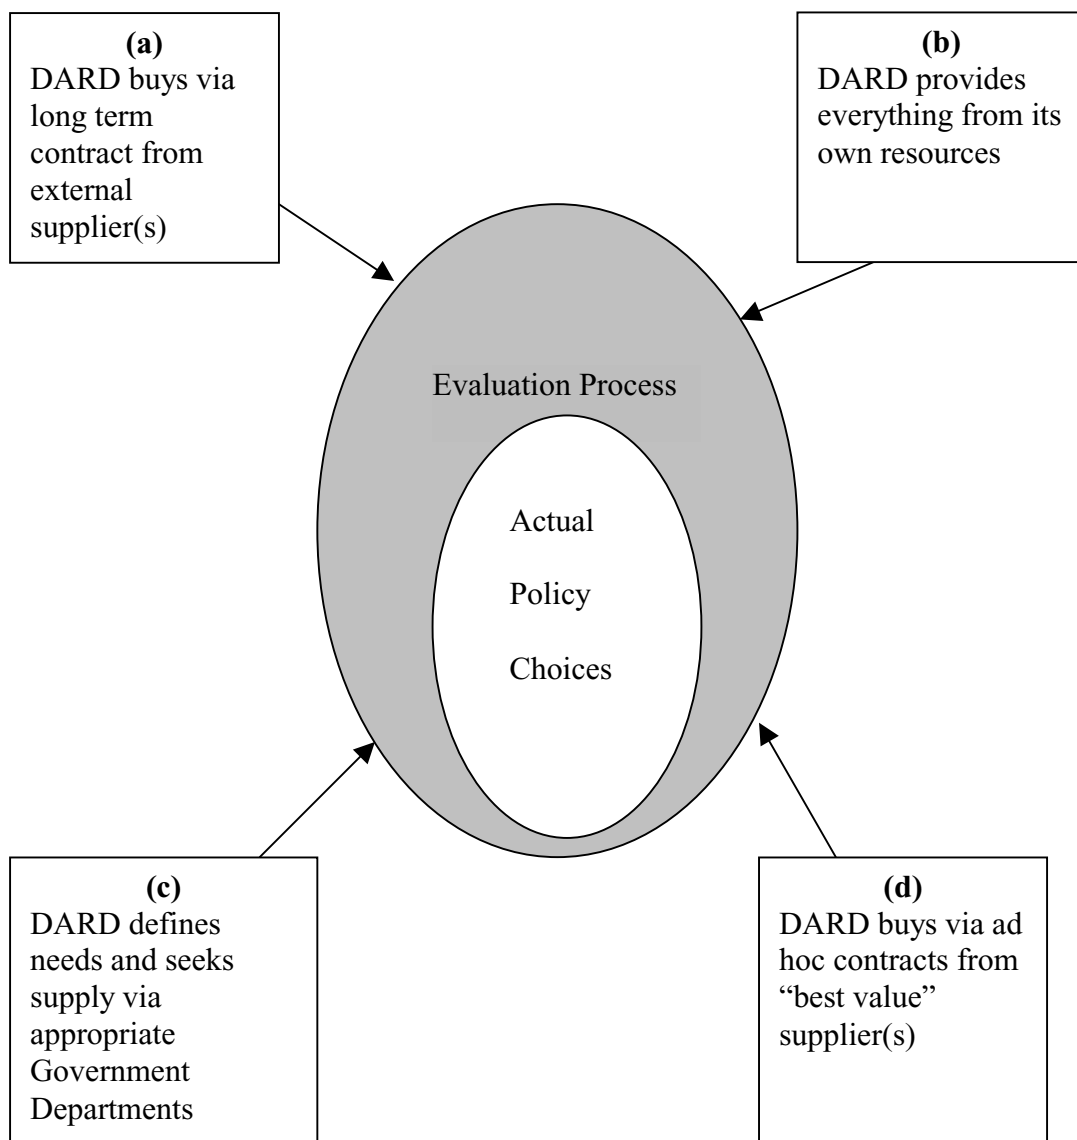 (a)
DARD buys via
long term
contract from
external
supplier(s)
(b)
DARD provides
everything from its
own resources
Evaluation Process
Actual
Policy
Choices
(c)
DARD defines
needs and seeks
supply via
appropriate
Government
Departments
(d)
DARD buys via ad
hoc contracts from
“best value”
supplier(s)